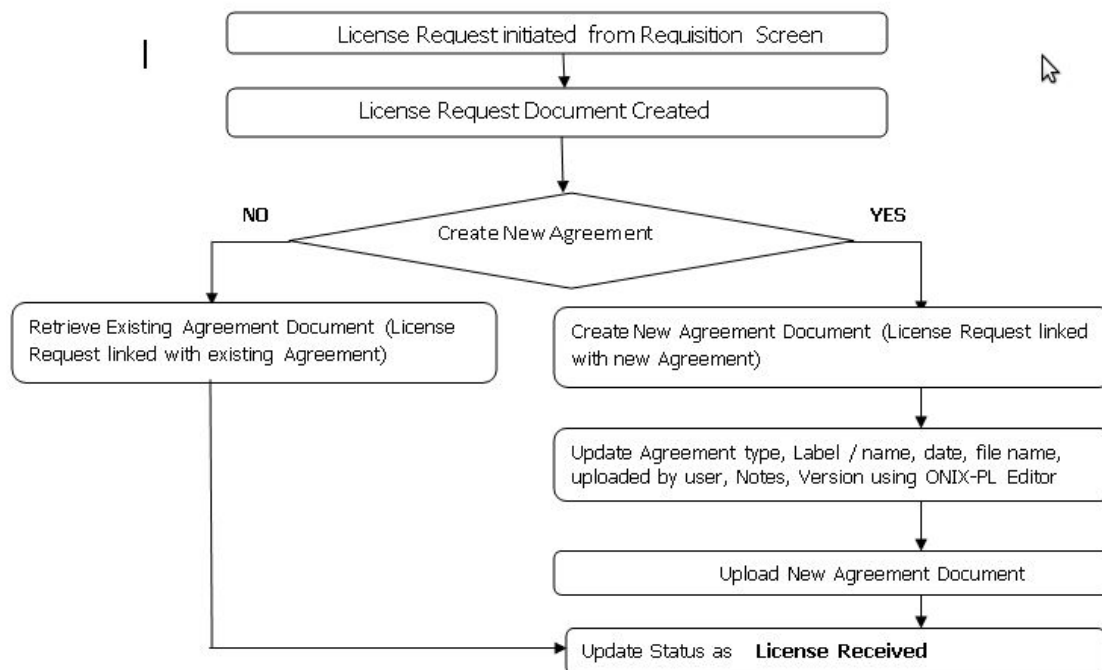 License Request initiated from Requisition Screen
License Request Document Created
NO
YES
Create New Agreement
Retrieve Existing Agreement Document (License
Request linked with existing Agreement)
Create New Agreement Document (License Request linked
with new Agreement)
Update Agreement type, Label / name, date, file name,
uploaded by user, Notes, Version using ONIX-PL Editor
Upload New Agreement Document
Update Status as License Received